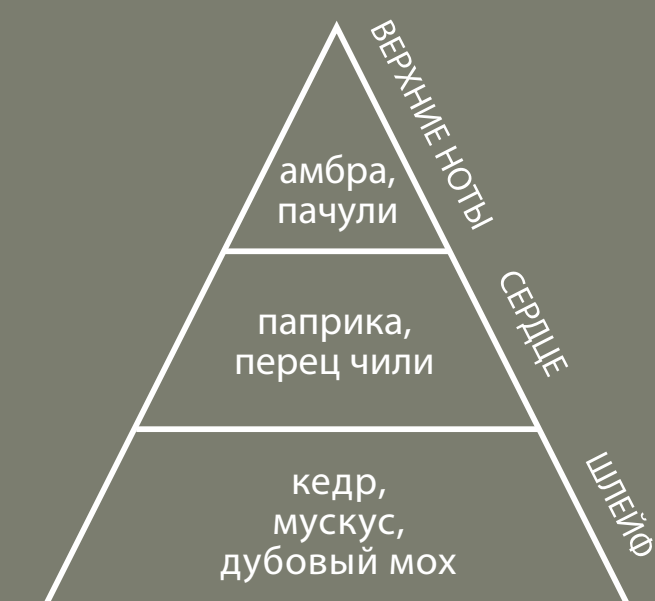 ВЕРХНИЕ НОТЫ
амбра,
пачули
СЕРДЦЕ
паприка,
перец чили
ШЛЕЙФ
кедр,
мускус,
дубовый мох